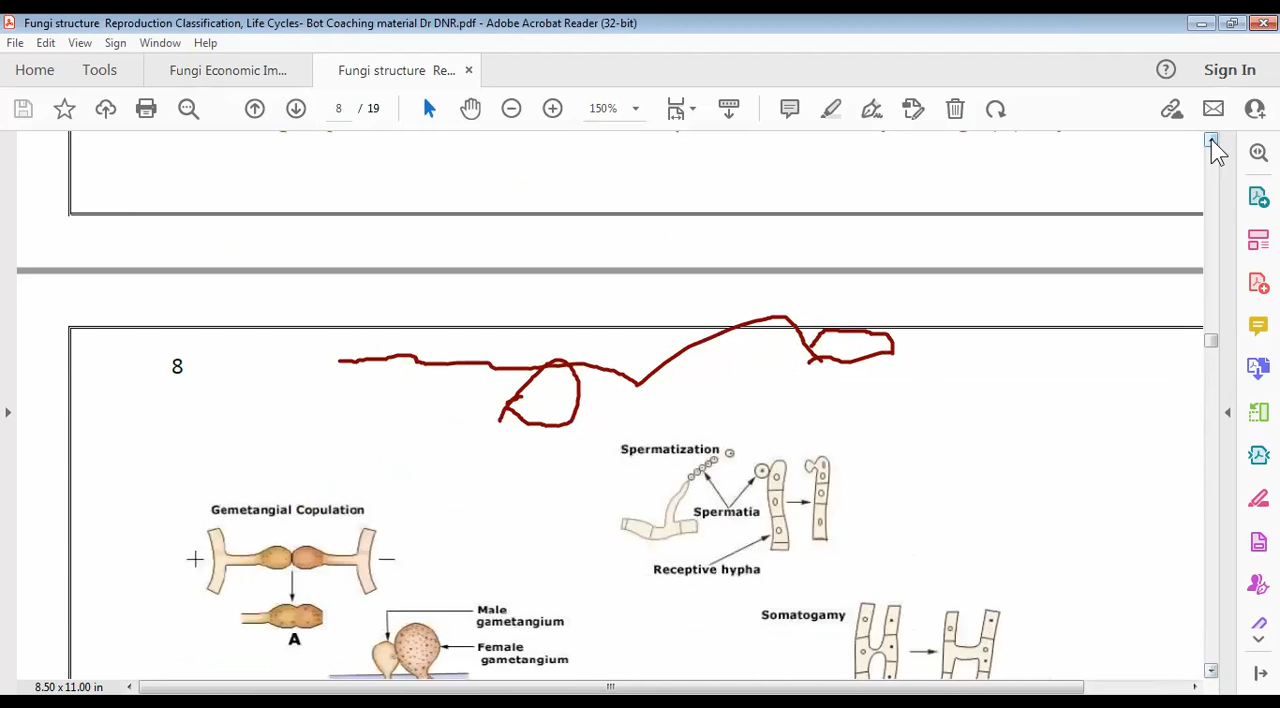 Fungi structure Reproduction Classification, Life Cycles- Bot Coaching material Dr DNR.pdf - Adobe Acrobat Reader (32-bit)
File Edit View Sign Window Help
Home Tools Fungi Economic Im... Fungi structure Re... × Sign In
8 / 19 150%
8
Spermatization
Spermatia
Gemetangial Copulation
+ −
Receptive hypha
A
Male
gametangium
Female
gametangium
Somatogamy
8.50 x 11.00 in